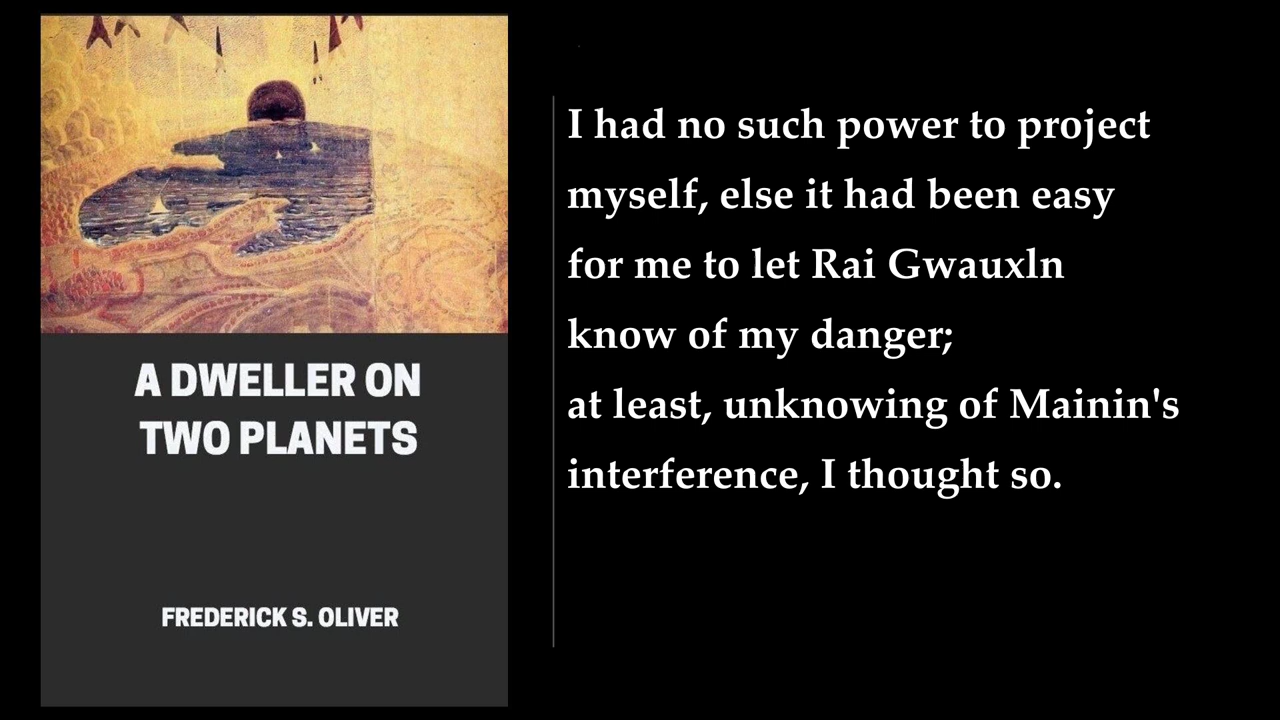 A DWELLER ON
TWO PLANETS
FREDERICK S. OLIVER
I had no such power to project
myself, else it had been easy
for me to let Rai Gwauxln
know of my danger;
at least, unknowing of Mainin's
interference, I thought so.